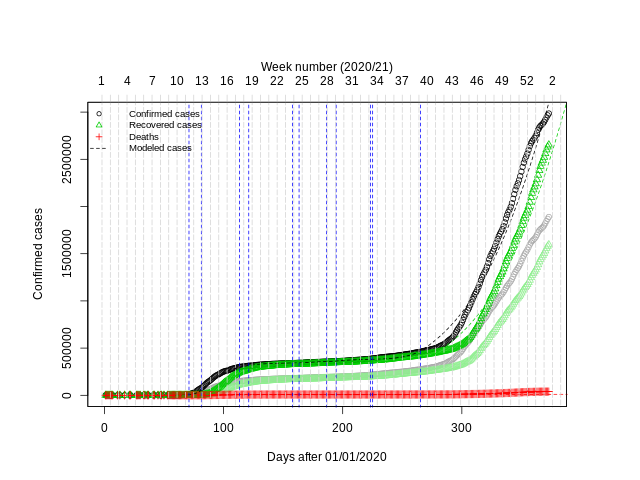 Week number (2020/21)
1 4 7 10 13 16 19 22 25 28 31 34 37 40 43 46 49 52 2
Confirmed cases
Recovered cases
Deaths
Modeled cases
Confirmed cases
2500000
1500000
500000
0
0 100 200 300
Days after 01/01/2020